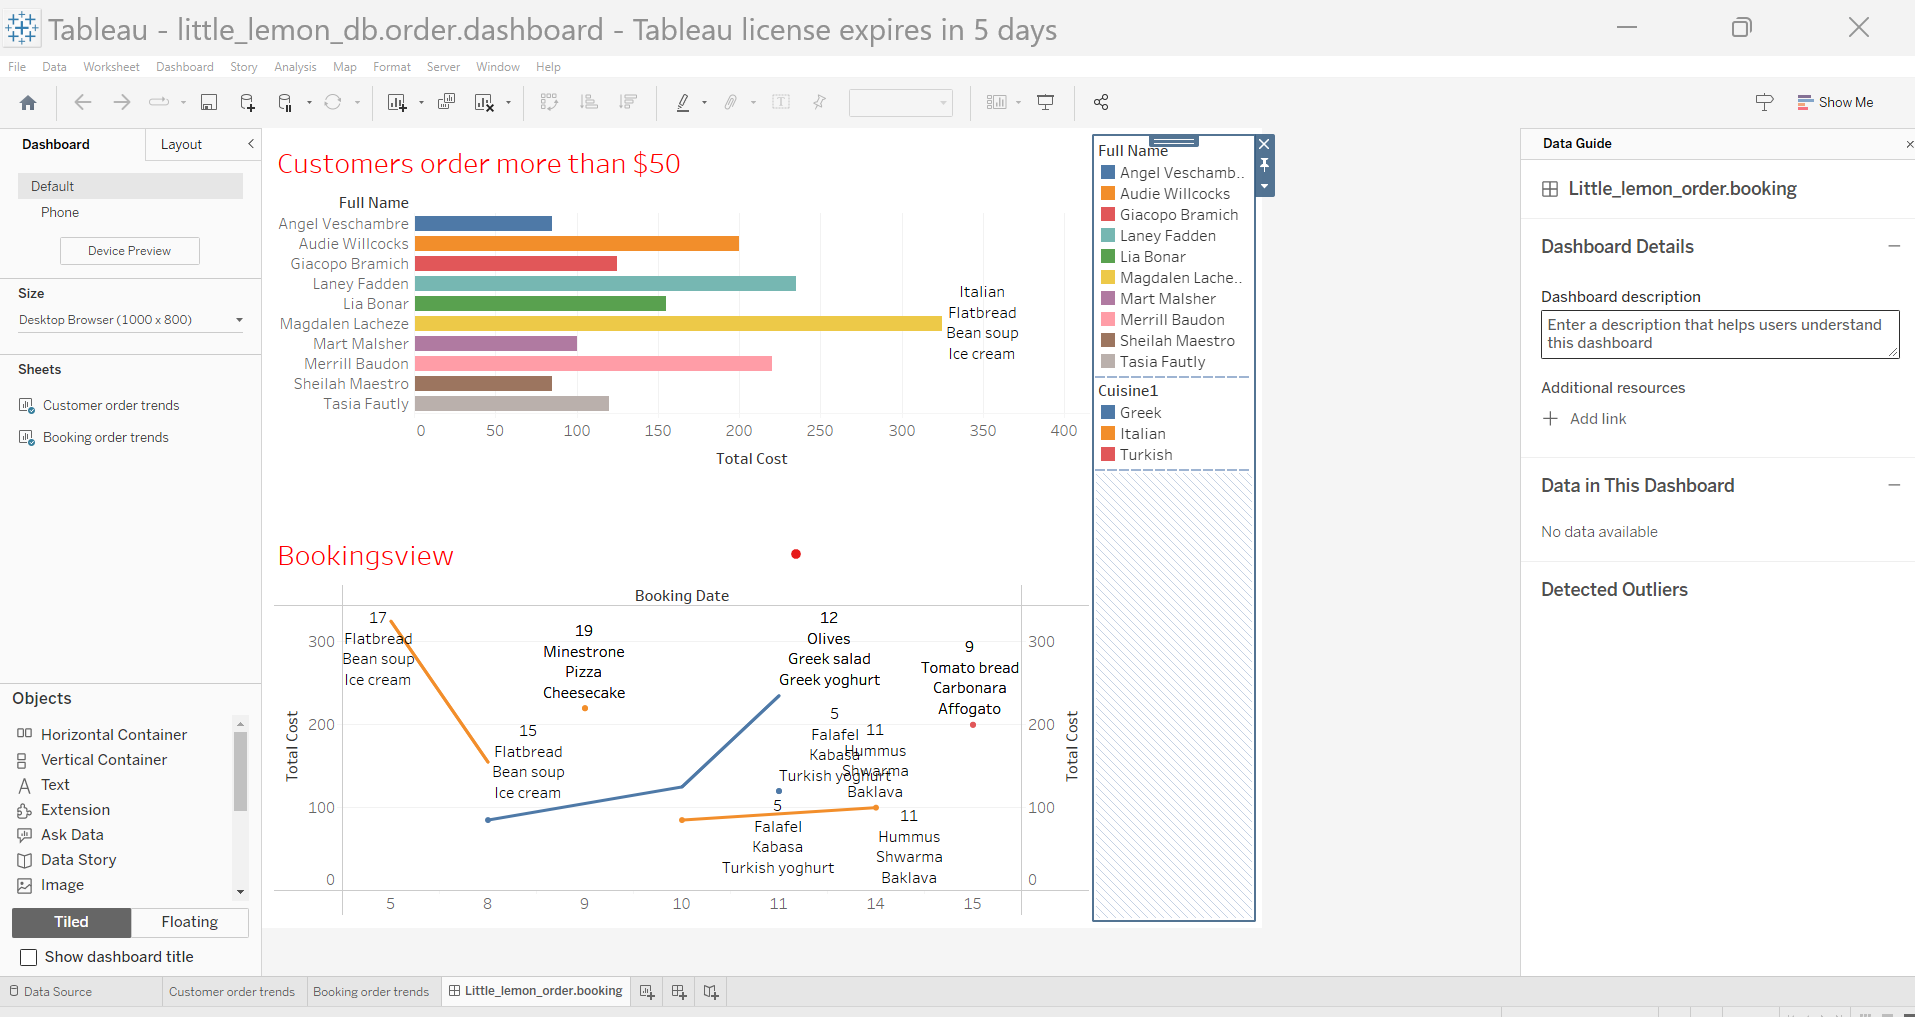 Tableau - little_lemon_db.order.dashboard - Tableau license expires in 5 days
File Data Worksheet Dashboard Story Analysis Map Format Server Window Help
Show Me
Dashboard Layout
Default
Phone
Device Preview
Size
Desktop Browser (1000 x 800)
Sheets
Customer order trends
Booking order trends
Objects
Horizontal Container
Vertical Container
Text
Extension
Ask Data
Data Story
Image
Tiled Floating
Show dashboard title
Customers order more than $50
Full Name
Angel Veschambre
Audie Willcocks
Giacopo Bramich
Laney Fadden
Lia Bonar
Magdalen Lacheze
Mart Malsher
Merrill Baudon
Sheilah Maestro
Tasia Fautly
Italian
Flatbread
Bean soup
Ice cream
0 50 100 150 200 250 300 350 400
Total Cost
Bookingsview
Booking Date
Total Cost
300
200
100
0
17
Flatbread
Bean soup
Ice cream
15
Flatbread
Bean soup
Ice cream
19
Minestrone
Pizza
Cheesecake
12
Olives
Greek salad
Greek yoghurt
5
Falafel
Kabasa
Turkish yoghurt
11
Hummus
Shwarma
Baklava
5
Falafel
Kabasa
Turkish yoghurt
11
Hummus
Shwarma
Baklava
9
Tomato bread
Carbonara
Affogato
300
200
100
0
Total Cost
5 8 9 10 11 14 15
Full Name
Angel Veschamb..
Audie Willcocks
Giacopo Bramich
Laney Fadden
Lia Bonar
Magdalen Lache..
Mart Malsher
Merrill Baudon
Sheilah Maestro
Tasia Fautly
Cuisine1
Greek
Italian
Turkish
Data Guide
Little_lemon_order.booking
Dashboard Details
Dashboard description
Enter a description that helps users understand
this dashboard
Additional resources
Add link
Data in This Dashboard
No data available
Detected Outliers
Data Source Customer order trends Booking order trends Little_lemon_order.booking